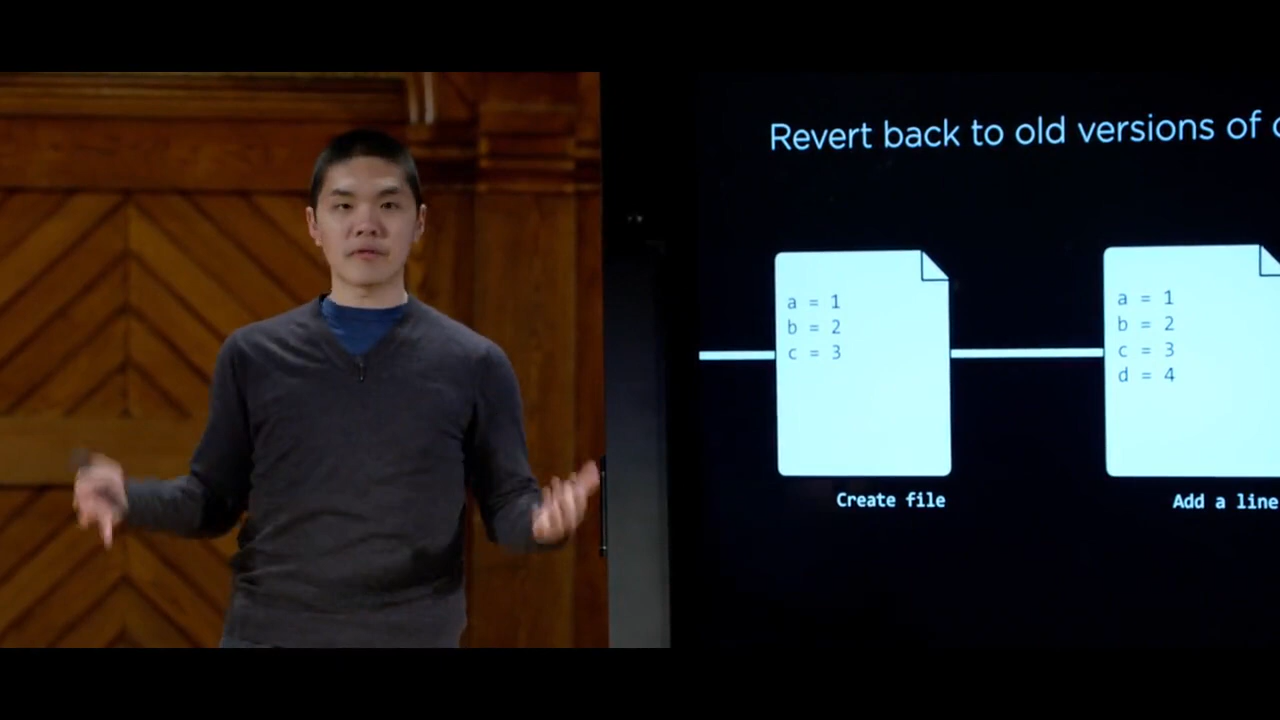 Revert back to old versions of
a = 1
b = 2
c = 3
a = 1
b = 2
c = 3
d = 4
Create file
Add a line